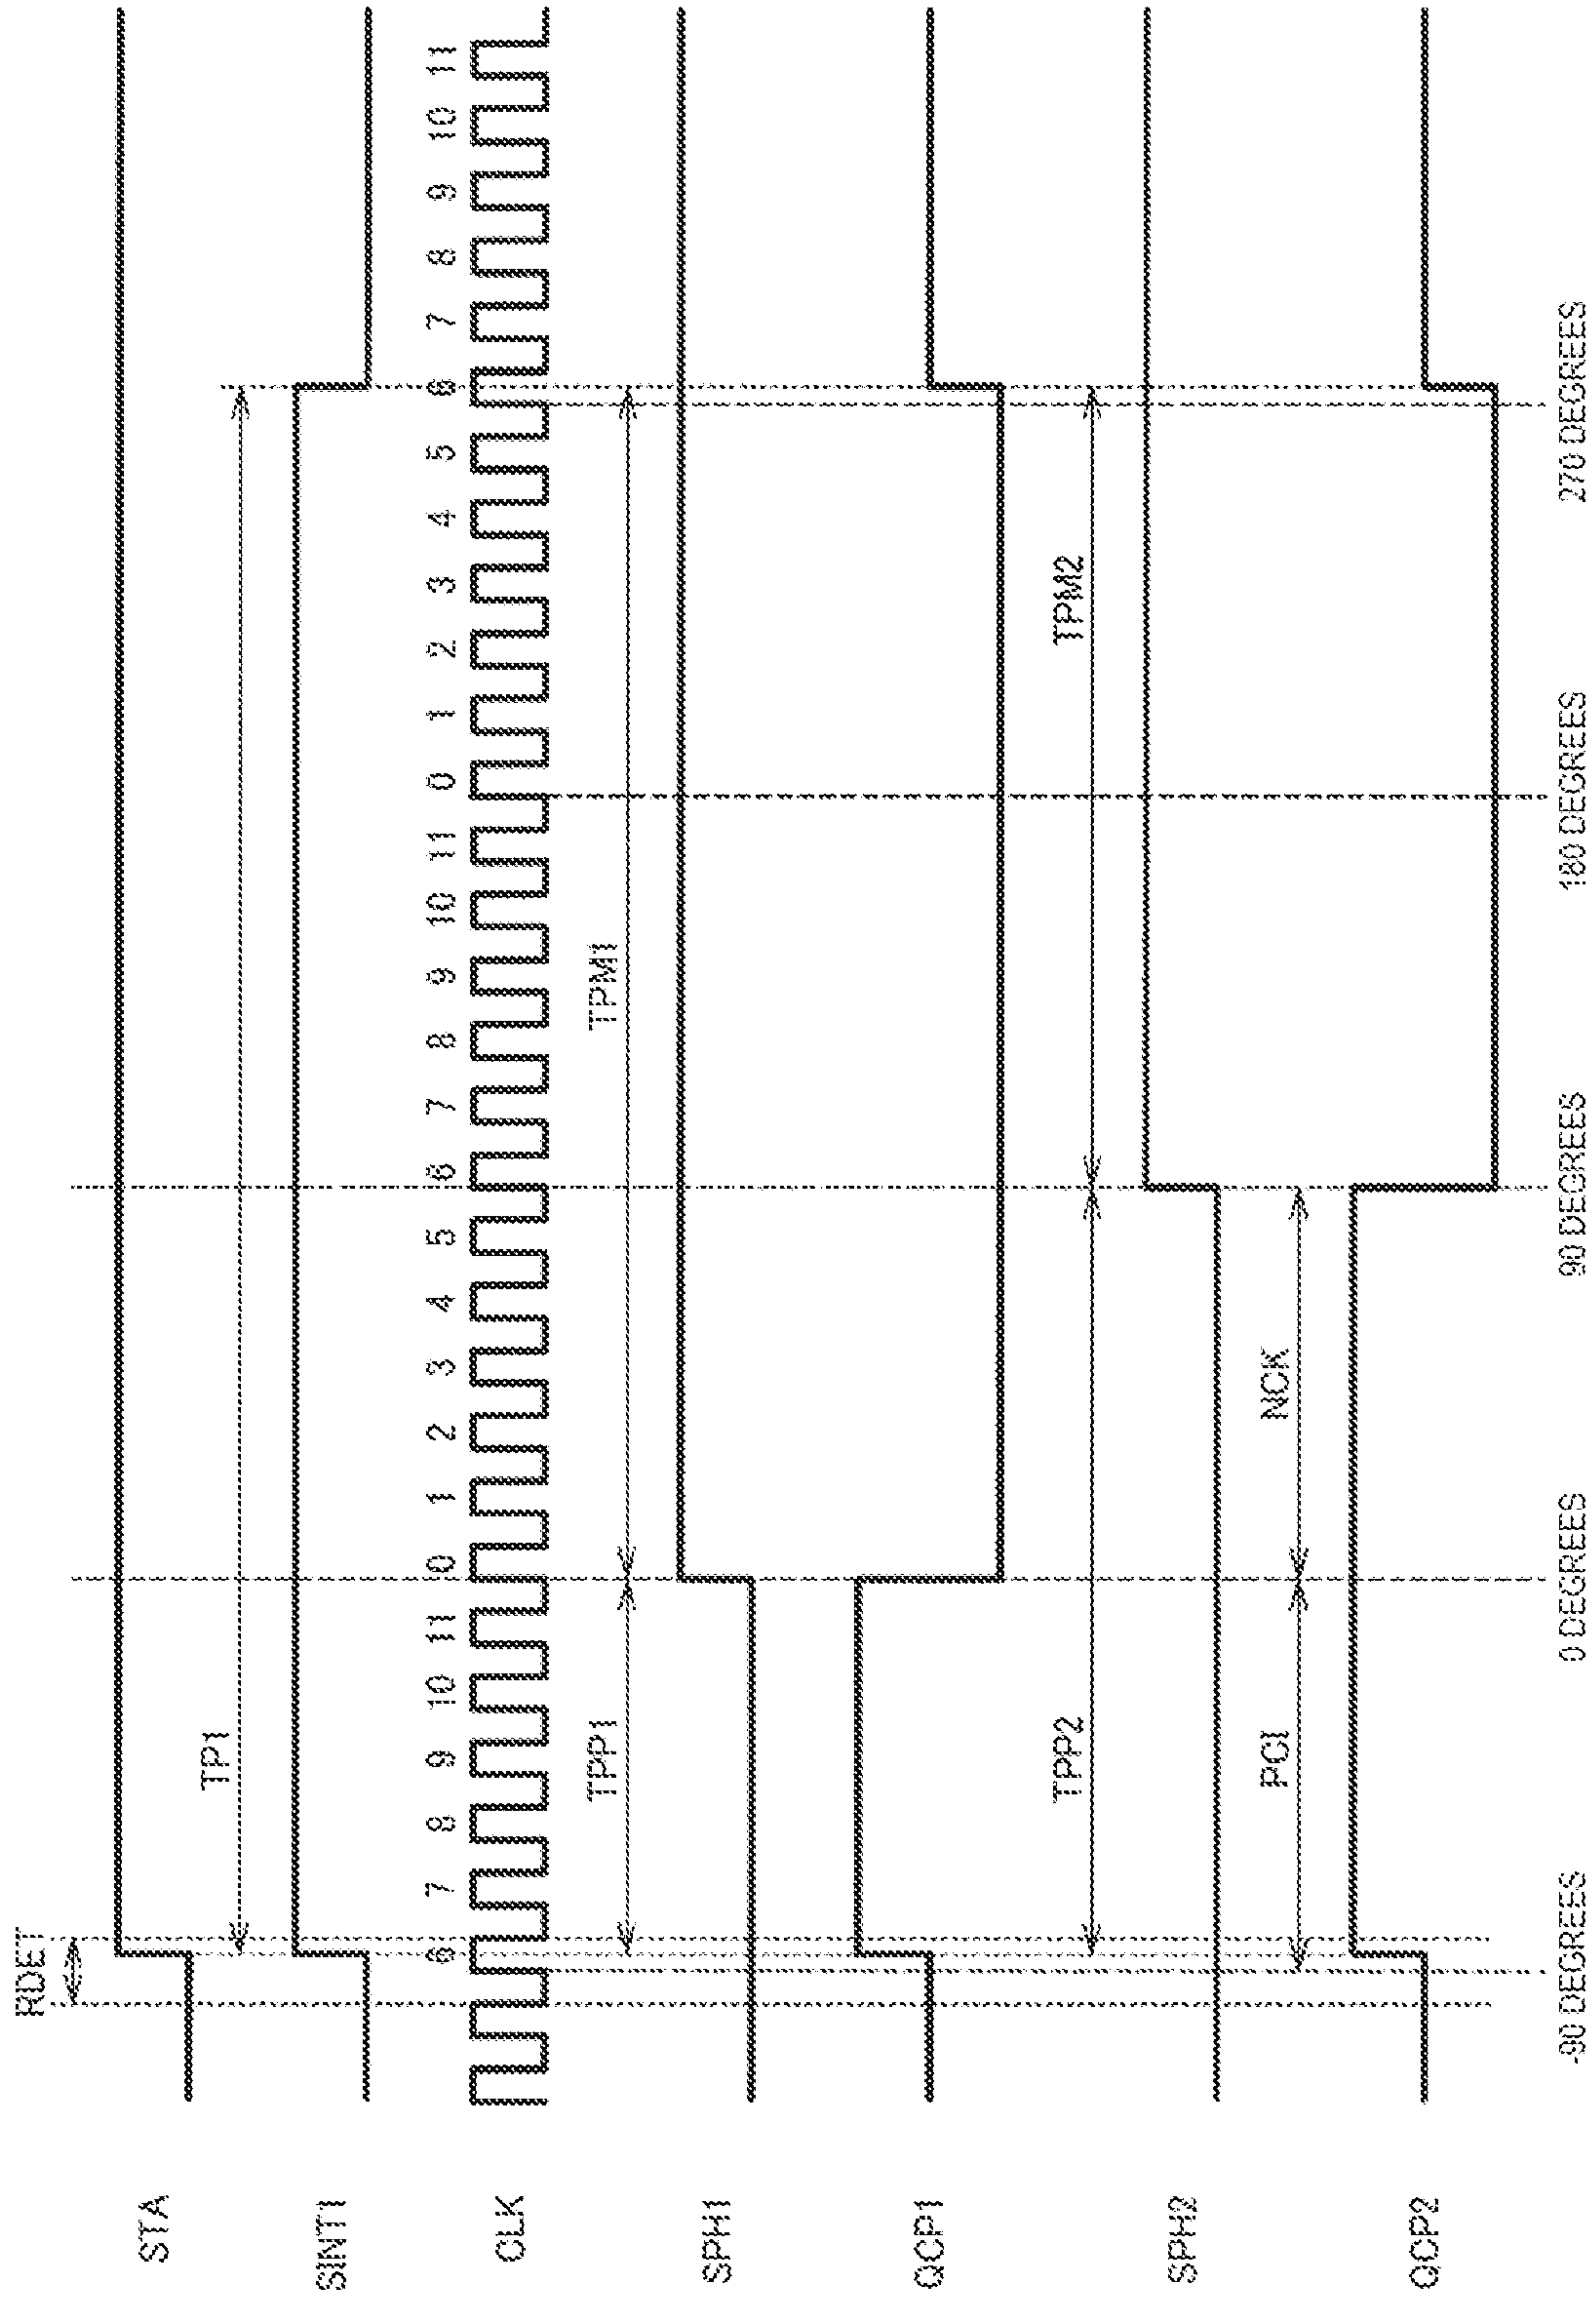 RDET
STA
TP1
SINT1
6 7 8 9 10 11 0 1 2 3 4 5 6 7 8 9 10 11 0 1 2 3 4 5 6 7 8 9 10 11
CLK
TPP1 TPM1
SPH1
QCP1
TPP2 TPM2
SPH2
PCI NCK
QCP2
-90 DEGREES 0 DEGREES 90 DEGREES 180 DEGREES 270 DEGREES